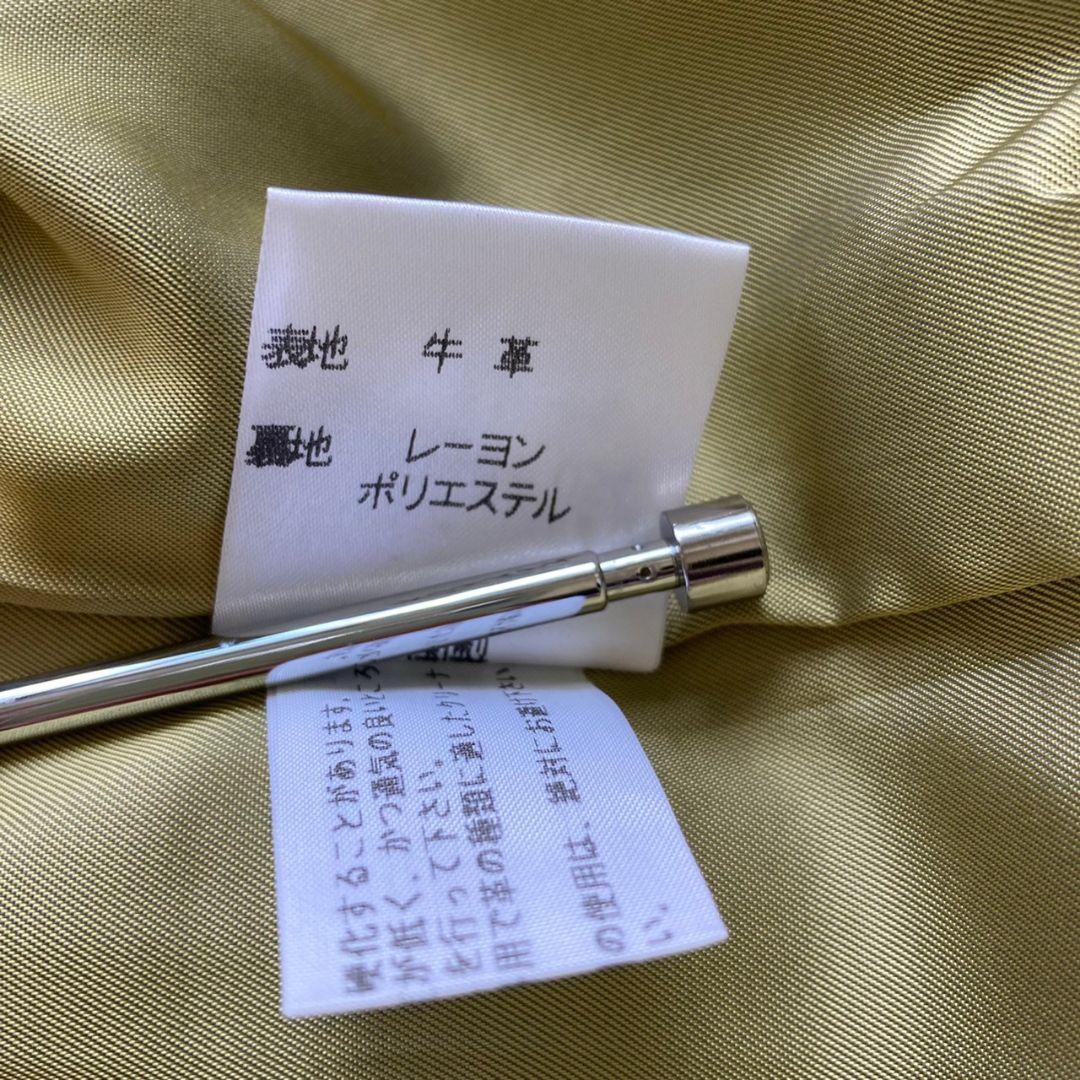 表地 牛革
裏地 レーヨン
ポリエステル
硬化することがあります。
が低く、かつ通気の良いところ
を行って下さい。
用で革の種類に適したクリーナ
の使用は、絶対にお避け下さい
い。